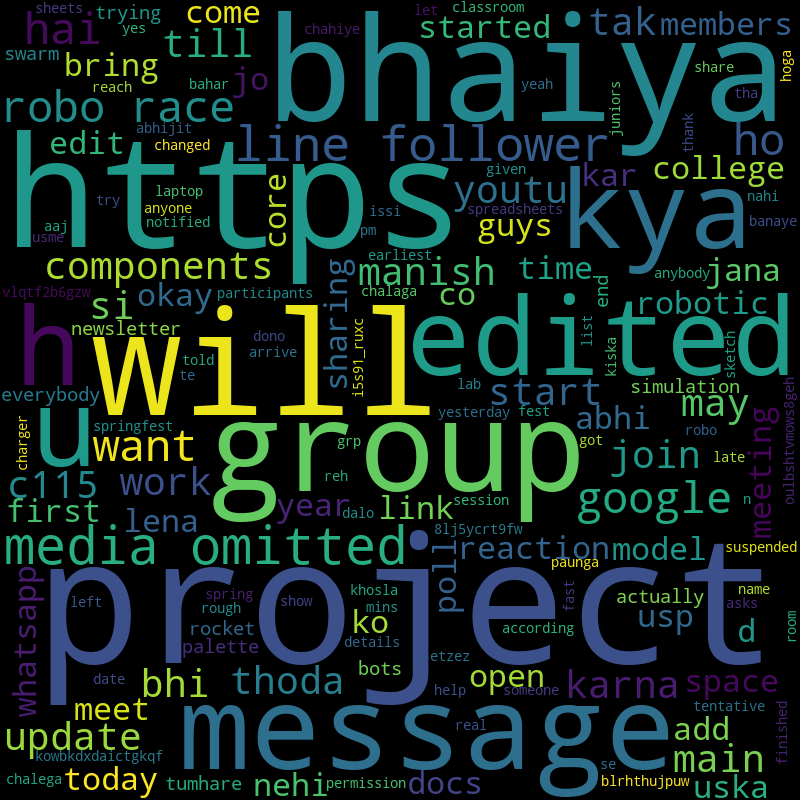 sheets
trying
yes
come
started
classroom
let
chahiye
tak
members
hai
till
bhaiya
hoga
swarm
bring
reach
jo
bahar
yeah
share
tha
robo race
abhijit
juniors
edit
changed
line follower
thank
ho
https
core
laptop
given
youtu
kar
college
try
anyone
notified
issi
spreadsheets
kya
nahi
banaye
aaj
usme
pm
guys
earliest
components
manish
time
anybody
jana
vlqtf2b6gzw
si
okay
participants
sharing
chalaga
co
end
robotic
h
will
newsletter
dono
arrive
i5s91_ruxc
edited
list
kiska
sketch
told
te
lab
simulation
everybody
start
may
u
springfest
want
group
yesterday
fest
abhi
robo
charger
grp
got
join
late
meeting
oulbshtvmows8geh
c115
work
reh
session
google
n
first
lena
year
dalo
link
8lj5ycrt9fw
media omitted
poll
reaction
model
suspended
paunga
project
whatsapp
left
spring
rough
show
khosla
mins
fast
actually
name
asks
room
rocket
ko
according
usp
d
palette
details
etzez
bhi
thoda
bots
open
karna
space
date
help
someone
meet
message
real
tentative
update
add
finished
kowbkdxdaictgkqf
main
se
chalega
today
tumhare
nehi
permission
docs
blrhthujpuw
uska